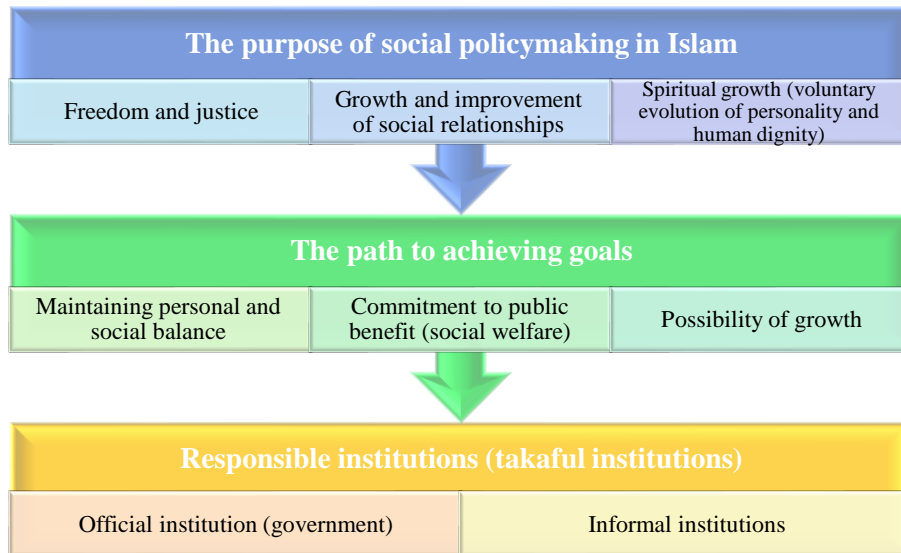 The purpose of social policymaking in Islam
Freedom and justice
Growth and improvement
of social relationships
Spiritual growth (voluntary
evolution of personality and
human dignity)
The path to achieving goals
Maintaining personal and
social balance
Commitment to public
benefit (social welfare)
Possibility of growth
Responsible institutions (takaful institutions)
Official institution (government)
Informal institutions